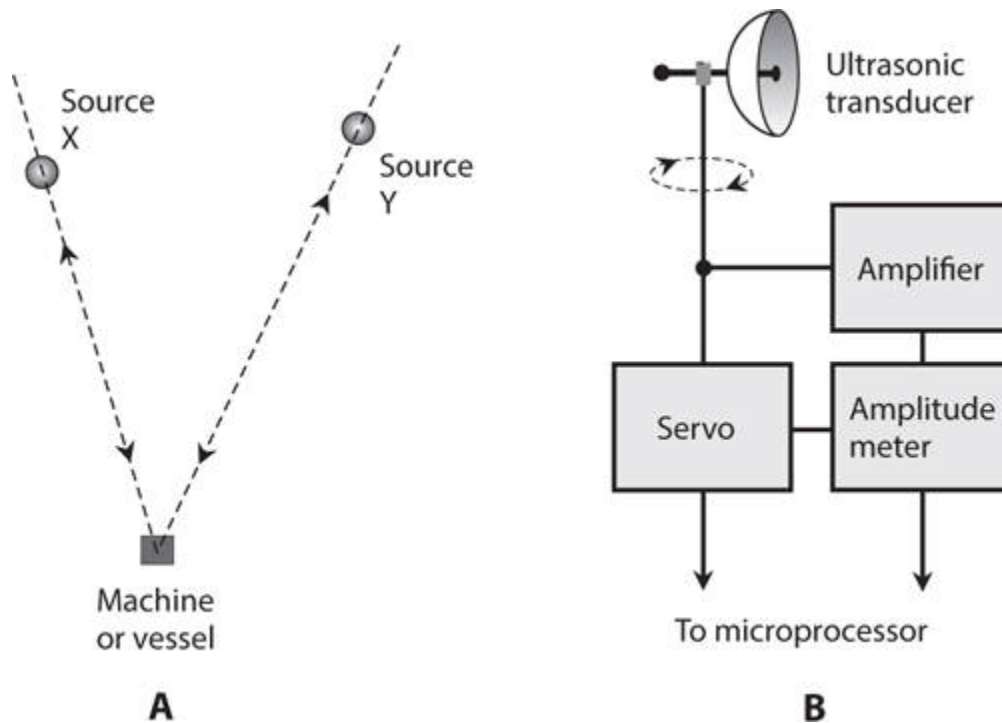 Source
X
Source
Y
Machine
or vessel
A
Ultrasonic
transducer
Amplifier
Servo
Amplitude
meter
To microprocessor
B